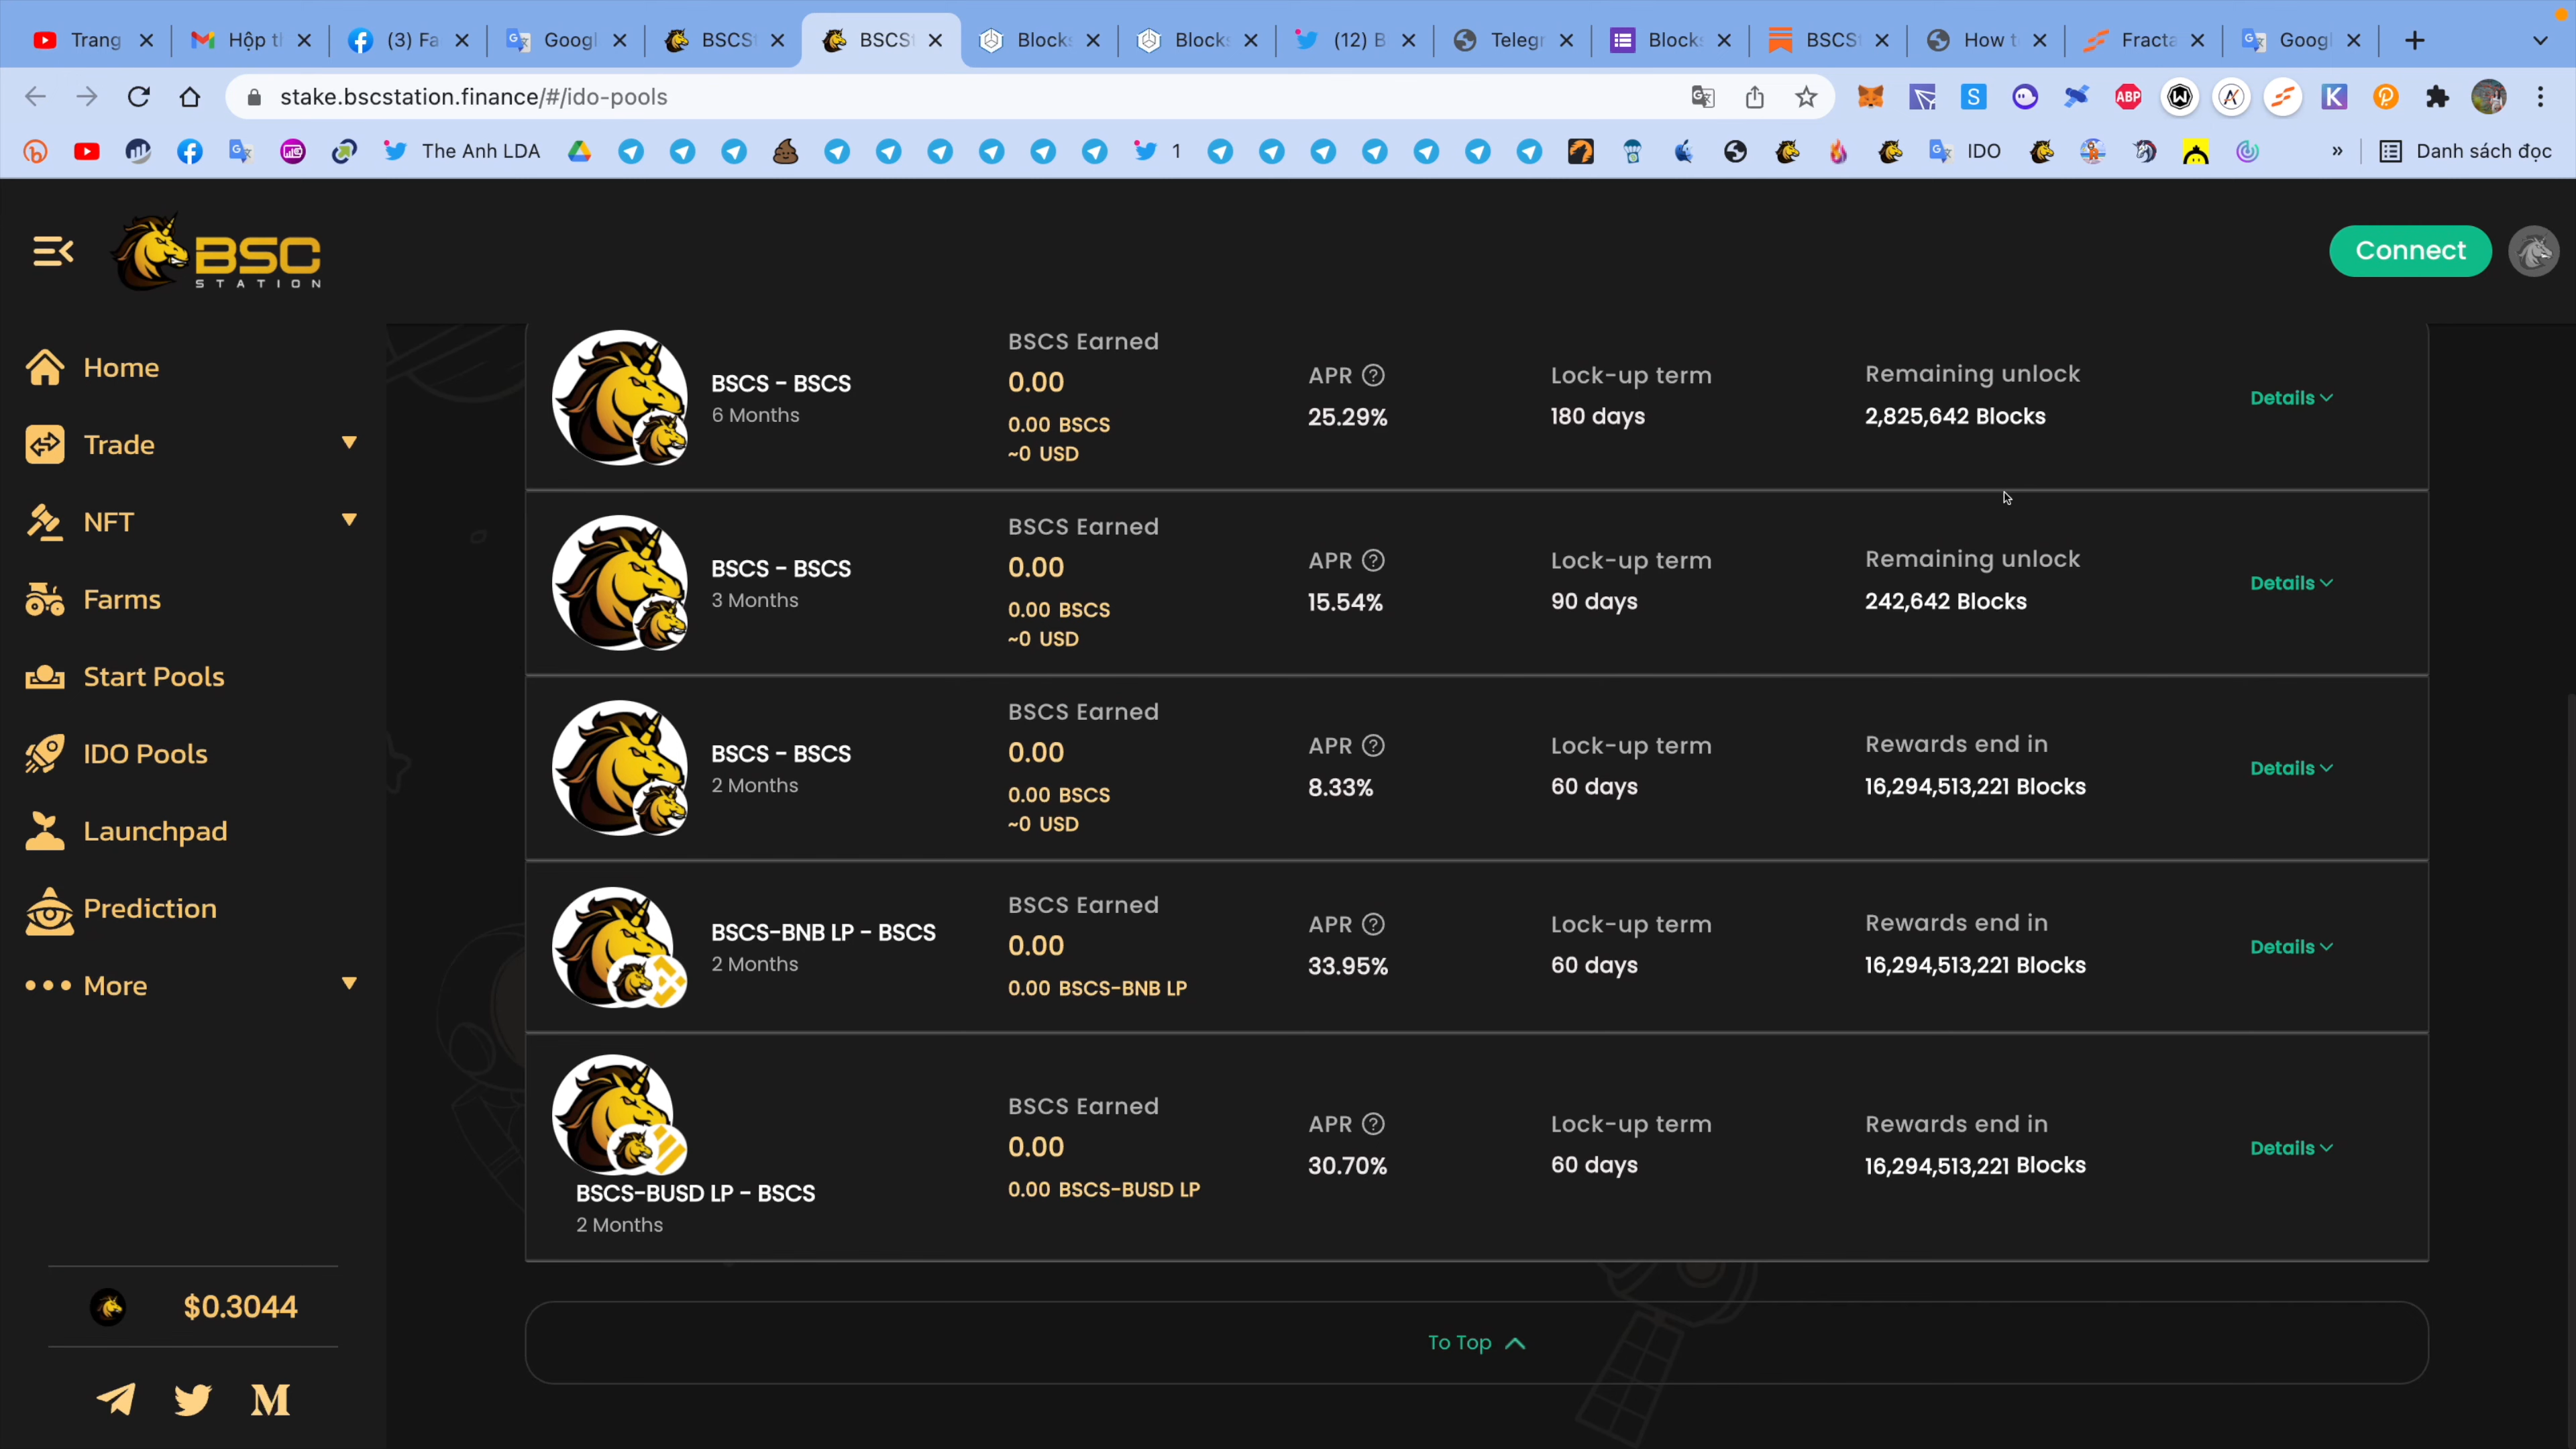 Trang
Hộp t
(3) Fa
Googl
BSCS
BSCSt
Block
Block
(12) B
Telegr
Block
BSCS
How t
Fracta
Googl
stake.bscstation.finance/#/ido-pools
The Anh LDA
1
IDO
»
Danh sách đọc
BSC
STATION
Connect
Home
Trade
NFT
Farms
Start Pools
IDO Pools
Launchpad
Prediction
More
$0.3044
BSCS - BSCS
6 Months
BSCS Earned
0.00
0.00 BSCS
~0 USD
APR
25.29%
Lock-up term
180 days
Remaining unlock
2,825,642 Blocks
Details
BSCS - BSCS
3 Months
BSCS Earned
0.00
0.00 BSCS
~0 USD
APR
15.54%
Lock-up term
90 days
Remaining unlock
242,642 Blocks
Details
BSCS - BSCS
2 Months
BSCS Earned
0.00
0.00 BSCS
~0 USD
APR
8.33%
Lock-up term
60 days
Rewards end in
16,294,513,221 Blocks
Details
BSCS-BNB LP - BSCS
2 Months
BSCS Earned
0.00
0.00 BSCS-BNB LP
APR
33.95%
Lock-up term
60 days
Rewards end in
16,294,513,221 Blocks
Details
BSCS-BUSD LP - BSCS
2 Months
BSCS Earned
0.00
0.00 BSCS-BUSD LP
APR
30.70%
Lock-up term
60 days
Rewards end in
16,294,513,221 Blocks
Details
To Top